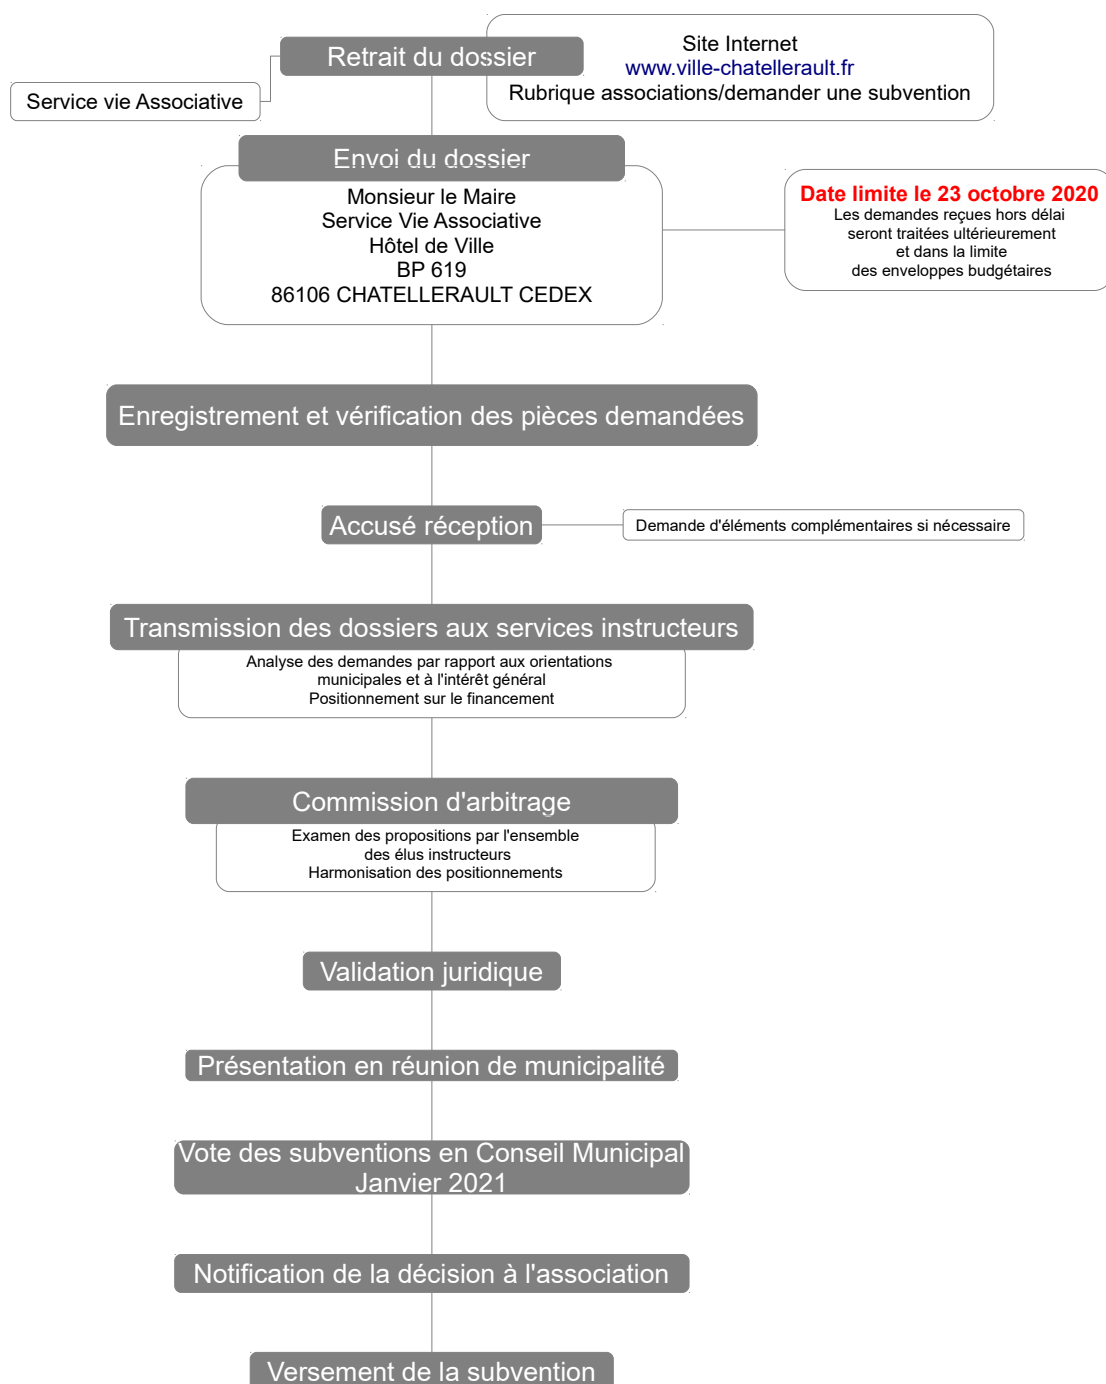 Retrait du dossier
Site Internet
www.ville-chatellerault.fr
Rubrique associations/demander une subvention
Service vie Associative
Envoi du dossier
Monsieur le Maire
Service Vie Associative
Hôtel de Ville
BP 619
86106 CHATELLERAULT CEDEX
Date limite le 23 octobre 2020
Les demandes reçues hors délai
seront traitées ultérieurement
et dans la limite
des enveloppes budgétaires
Enregistrement et vérification des pièces demandées
Accusé réception
Demande d'éléments complémentaires si nécessaire
Transmission des dossiers aux services instructeurs
Analyse des demandes par rapport aux orientations
municipales et à l'intérêt général
Positionnement sur le financement
Commission d'arbitrage
Examen des propositions par l'ensemble
des élus instructeurs
Harmonisation des positionnements
Validation juridique
Présentation en réunion de municipalité
Vote des subventions en Conseil Municipal
Janvier 2021
Notification de la décision à l'association
Versement de la subvention